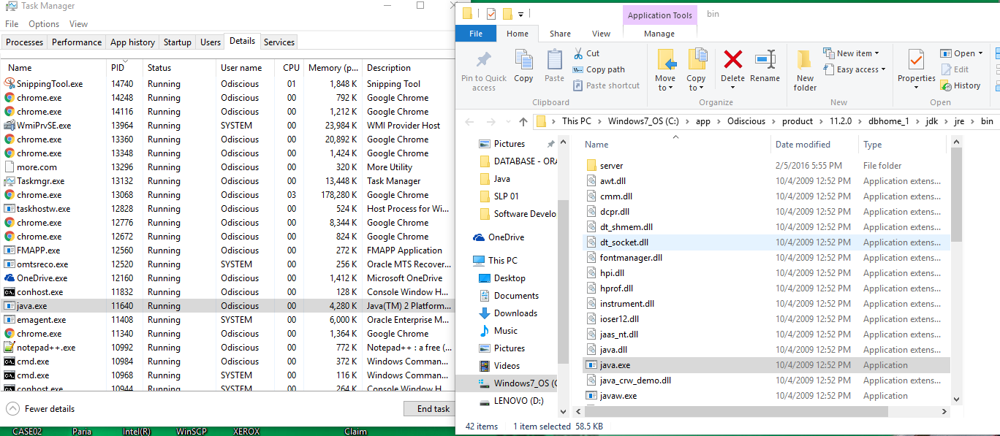 Task Manager
File Options View
Processes Performance App history Startup Users Details Services
Name PID Status User name CPU Memory (p... Description
SnippingTool.exe 14740 Running Odiscious 01 1,848 K Snipping Tool
chrome.exe 14248 Running Odiscious 00 792 K Google Chrome
chrome.exe 14116 Running Odiscious 00 1,212 K Google Chrome
WmiPrvSE.exe 13964 Running SYSTEM 00 23,984 K WMI Provider Host
chrome.exe 13360 Running Odiscious 00 20,892 K Google Chrome
chrome.exe 13348 Running Odiscious 00 1,424 K Google Chrome
more.com 13296 Running Odiscious 00 320 K More Utility
Taskmgr.exe 13132 Running Odiscious 00 13,448 K Task Manager
chrome.exe 13068 Running Odiscious 03 178,280 K Google Chrome
taskhostw.exe 12828 Running Odiscious 00 524 K Host Process for Wi...
chrome.exe 12776 Running Odiscious 00 8,344 K Google Chrome
chrome.exe 12672 Running Odiscious 00 824 K Google Chrome
FMAPP.exe 12560 Running Odiscious 00 272 K FMAPP Application
omtsreco.exe 12520 Running SYSTEM 00 256 K Oracle MTS Recover...
OneDrive.exe 12160 Running Odiscious 00 1,412 K Microsoft OneDrive
conhost.exe 11832 Running Odiscious 00 128 K Console Window H...
java.exe 11640 Running Odiscious 00 4,280 K Java(TM) 2 Platform...
emagent.exe 11408 Running SYSTEM 00 6,000 K Oracle Enterprise M...
chrome.exe 11340 Running Odiscious 00 1,364 K Google Chrome
notepad++.exe 10992 Running Odiscious 00 772 K Notepad++ : a free (...
cmd.exe 10984 Running Odiscious 00 372 K Windows Comman...
cmd.exe 10968 Running Odiscious 00 116 K Windows Comman...
conhost.exe 10944 Running Odiscious 00 264 K Console Window H
Fewer details End task
CASE02 Paria Intel(R) WinSCP XEROX Claim
Application Tools bin
File Home Share View Manage
Pin to Quick access
Copy
Paste
Cut
Copy path
Paste shortcut
Clipboard
Move to
Copy to
Delete
Rename
Organize
New folder
New item
Easy access
New
Properties
Open
Edit
History
Open
This PC > Windows7_OS (C:) > app > Odiscious > product > 11.2.0 > dbhome_1 > jdk > jre > bin
Pictures
DATABASE - ORA
Java
SLP 01
Software Develo
OneDrive
This PC
Desktop
Documents
Downloads
Music
Pictures
Videos
Windows7_OS (C
LENOVO (D:)
Name Date modified Type
server 2/5/2016 5:55 PM File folder
awt.dll 10/4/2009 12:52 PM Application extens...
cmm.dll 10/4/2009 12:52 PM Application extens...
dcpr.dll 10/4/2009 12:52 PM Application extens...
dt_shmem.dll 10/4/2009 12:52 PM Application extens...
dt_socket.dll 10/4/2009 12:52 PM Application extens...
fontmanager.dll 10/4/2009 12:52 PM Application extens...
hpi.dll 10/4/2009 12:52 PM Application extens...
hprof.dll 10/4/2009 12:52 PM Application extens...
instrument.dll 10/4/2009 12:52 PM Application extens...
ioser12.dll 10/4/2009 12:52 PM Application extens...
jaas_nt.dll 10/4/2009 12:52 PM Application extens...
java.dll 10/4/2009 12:52 PM Application extens...
java.exe 10/4/2009 12:52 PM Application
java_crw_demo.dll 10/4/2009 12:52 PM Application extens...
javaw.exe 10/4/2009 12:52 PM Application
42 items 1 item selected 58.5 KB